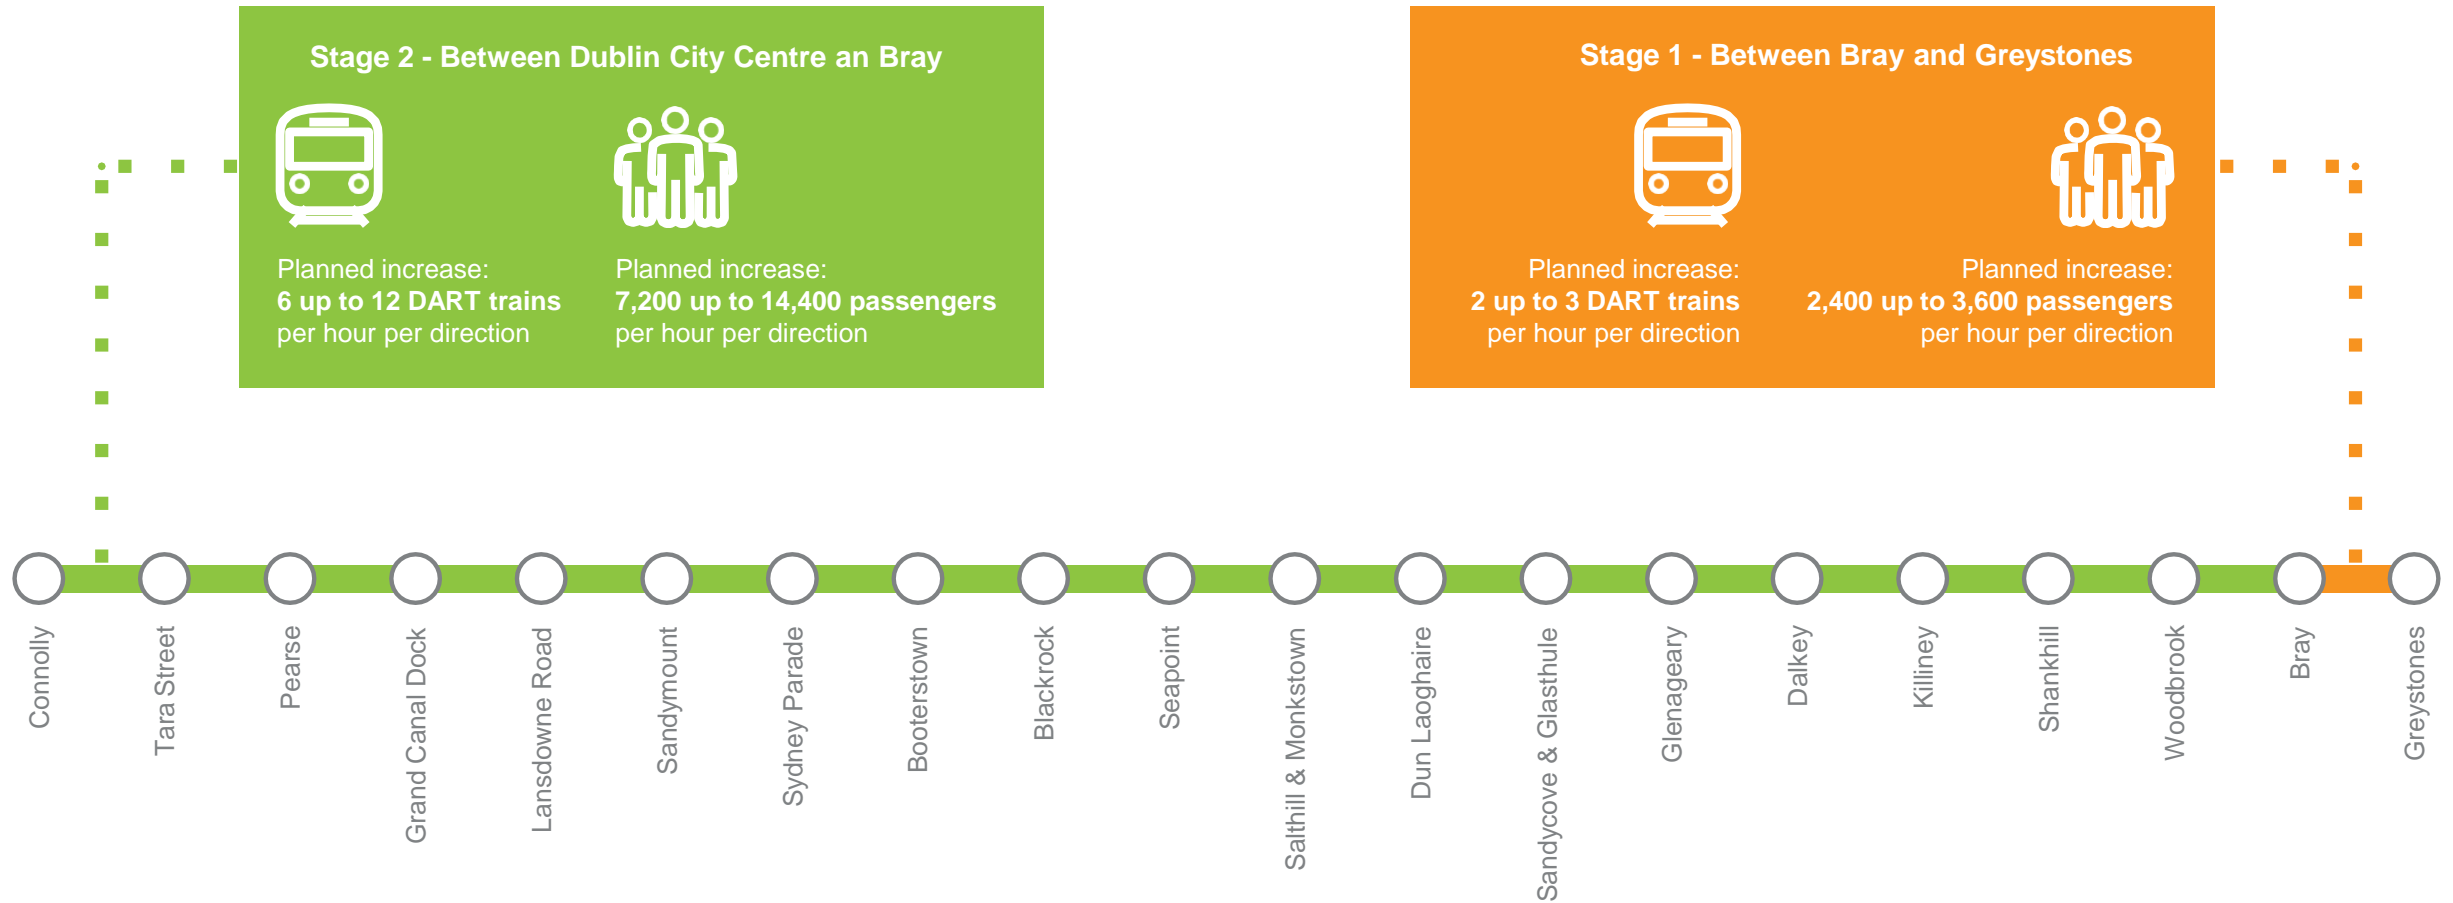 Stage 2 - Between Dublin City Centre an Bray
Planned increase:
6 up to 12 DART trains
per hour per direction
Planned increase:
7,200 up to 14,400 passengers
per hour per direction
Stage 1 - Between Bray and Greystones
Planned increase:
2 up to 3 DART trains
per hour per direction
Planned increase:
2,400 up to 3,600 passengers
per hour per direction
Connolly
Tara Street
Pearse
Grand Canal Dock
Lansdowne Road
Sandymount
Sydney Parade
Booterstown
Blackrock
Seapoint
Salthill & Monkstown
Dun Laoghaire
Sandycove & Glasthule
Glenageary
Dalkey
Killiney
Shankhill
Woodbrook
Bray
Greystones